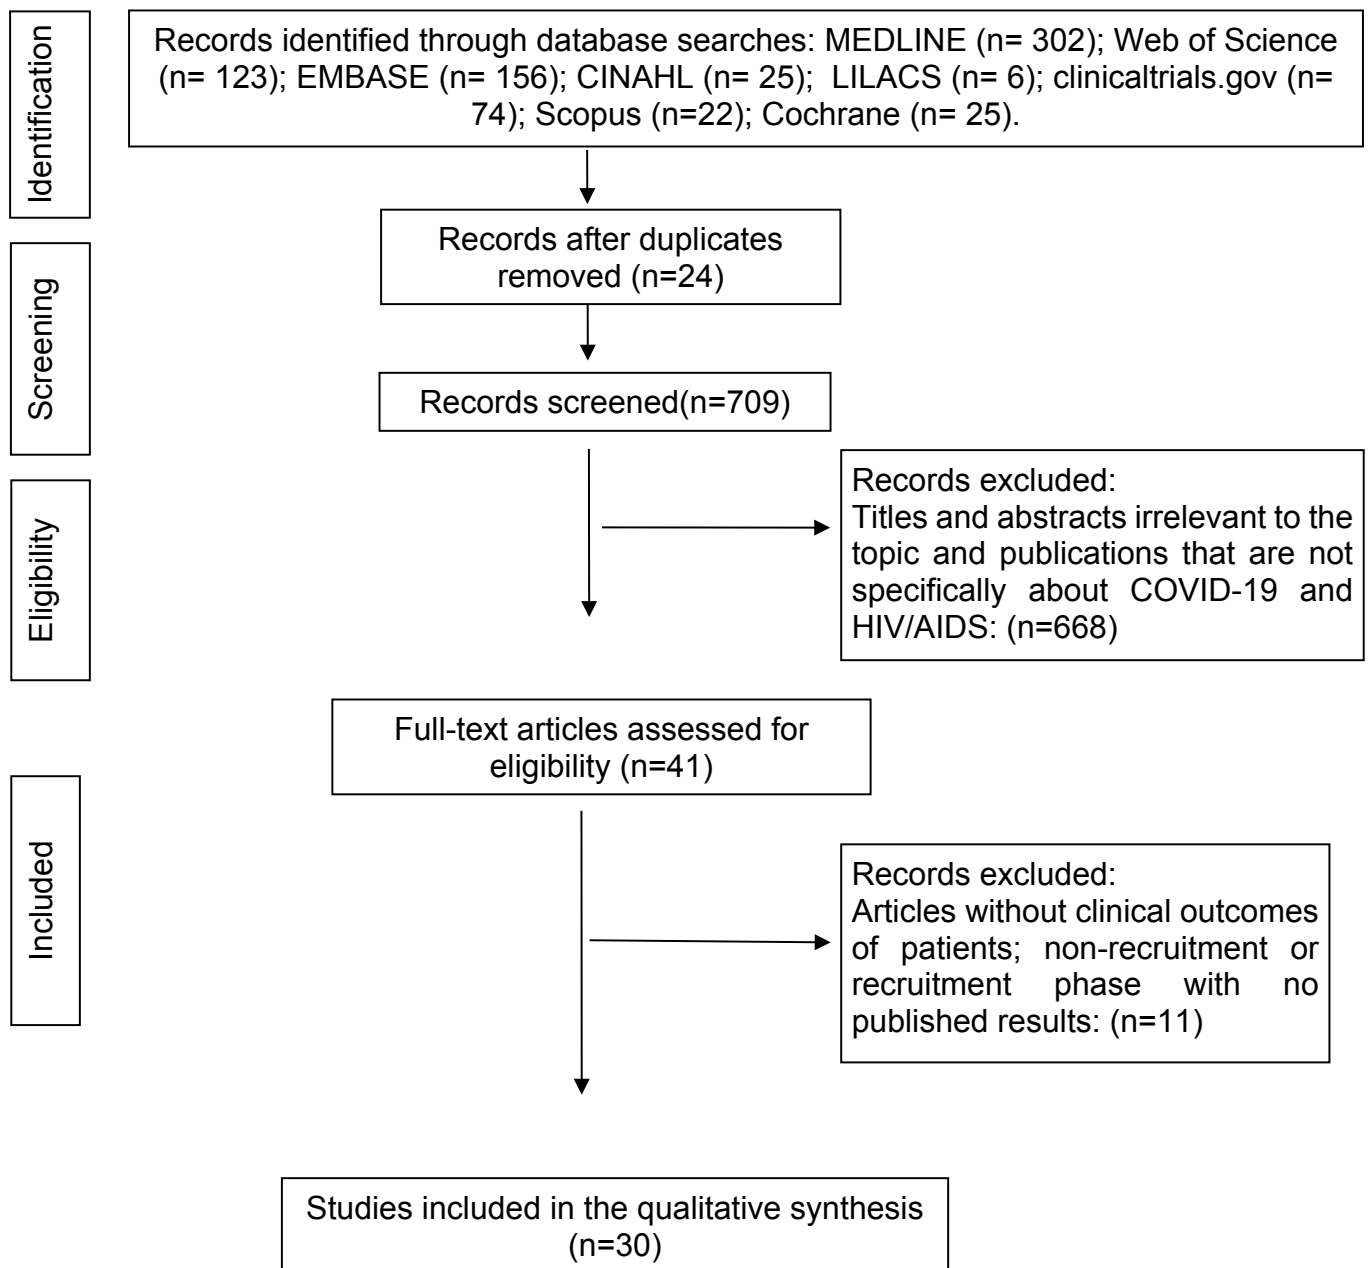 Identification
Records identified through database searches: MEDLINE (n= 302); Web of Science
(n= 123); EMBASE (n= 156); CINAHL (n= 25); LILACS (n= 6); clinicaltrials.gov (n=
74); Scopus (n=22); Cochrane (n= 25).
Records after duplicates
removed (n=24)
Screening
Records screened(n=709)
Eligibility
Records excluded:
Titles and abstracts irrelevant to the
topic and publications that are not
specifically about COVID-19 and
HIV/AIDS: (n=668)
Full-text articles assessed for
eligibility (n=41)
Included
Records excluded:
Articles without clinical outcomes
of patients; non-recruitment or
recruitment phase with no
published results: (n=11)
Studies included in the qualitative synthesis
(n=30)